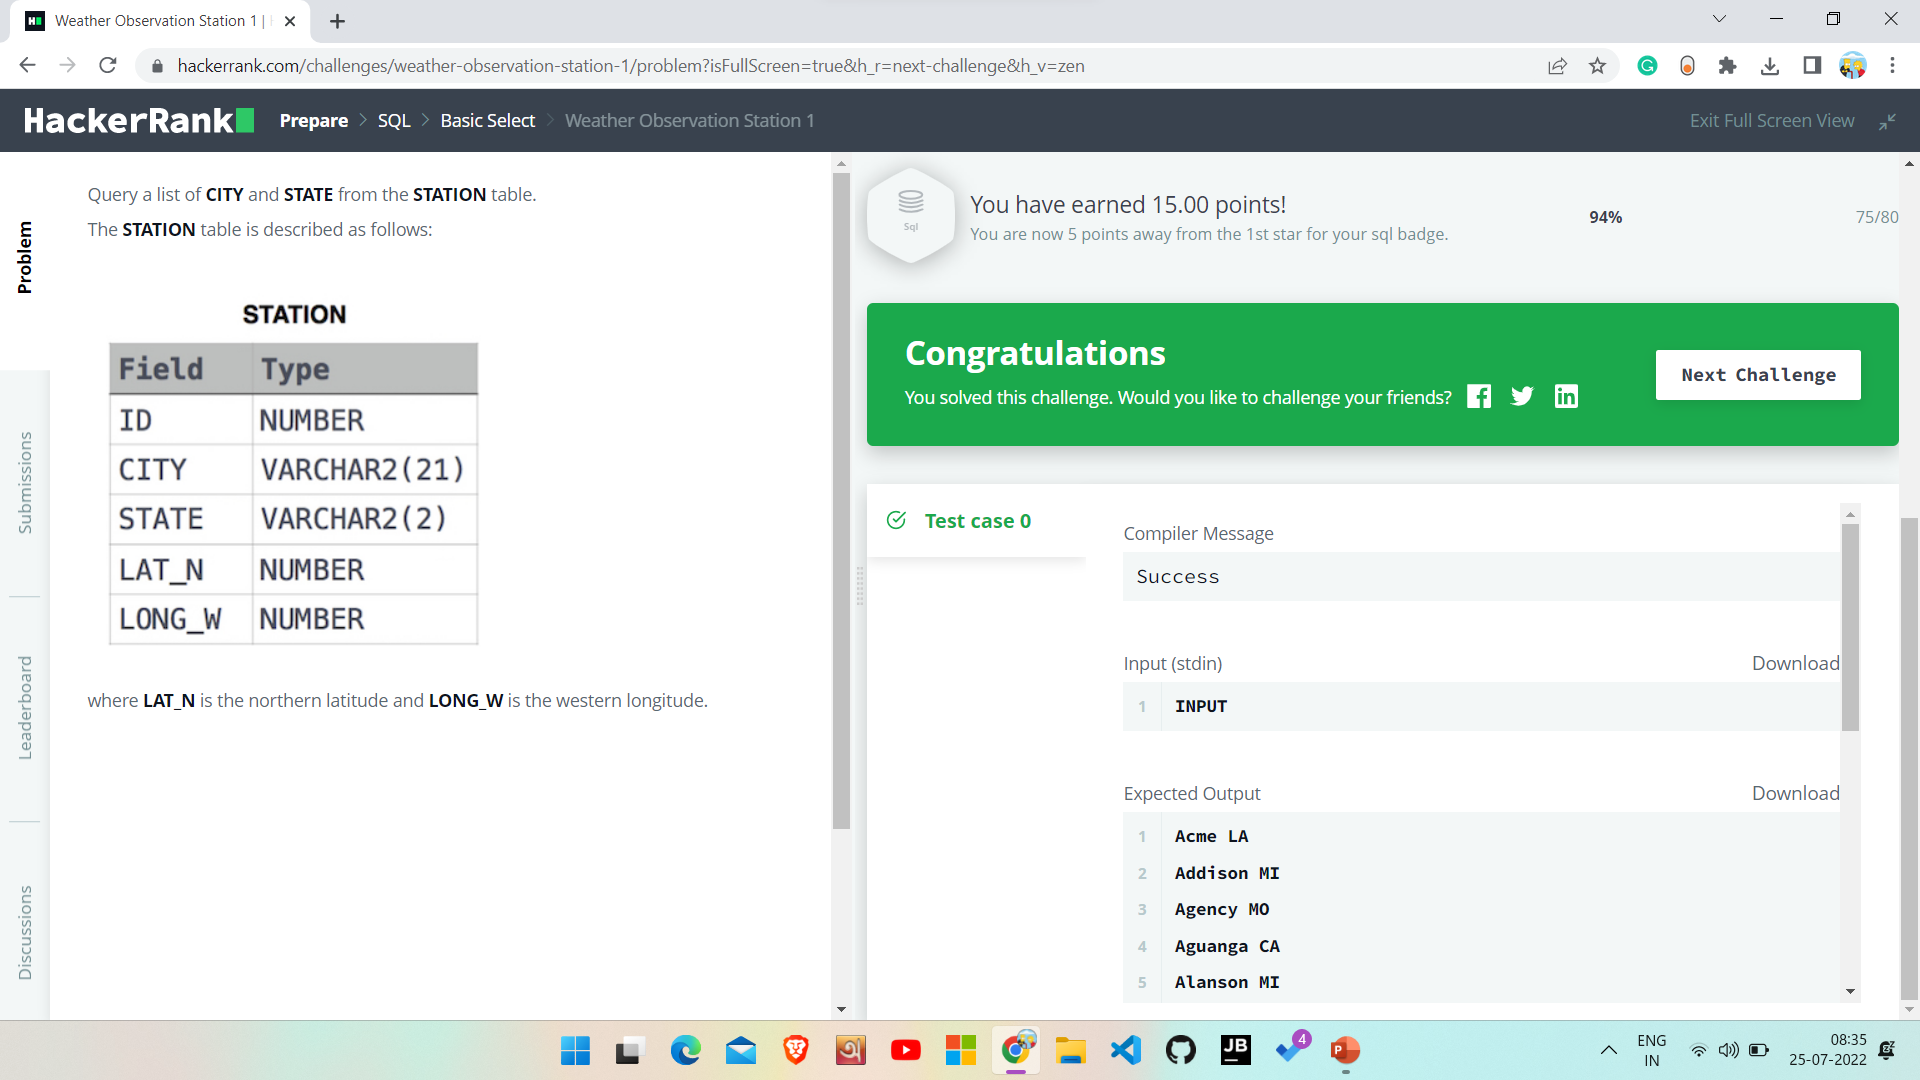 Weather Observation Station 1 |
hackerrank.com/challenges/weather-observation-station-1/problem?isFullScreen=true&h_r=next-challenge&h_v=zen
HackerRank Prepare > SQL > Basic Select > Weather Observation Station 1
Exit Full Screen View
Problem
Submissions
Leaderboard
Discussions
Query a list of CITY and STATE from the STATION table.
The STATION table is described as follows:
STATION
Field Type
ID NUMBER
CITY VARCHAR2(21)
STATE VARCHAR2(2)
LAT_N NUMBER
LONG_W NUMBER
where LAT_N is the northern latitude and LONG_W is the western longitude.
Sql
You have earned 15.00 points!
You are now 5 points away from the 1st star for your sql badge.
94%
75/80
Congratulations
You solved this challenge. Would you like to challenge your friends?
Next Challenge
Test case 0
Compiler Message
Success
Input (stdin)
Download
1 INPUT
Expected Output
Download
1 Acme LA
2 Addison MI
3 Agency MO
4 Aguanga CA
5 Alanson MI
JB
4
P
ENG
IN
08:35
25-07-2022